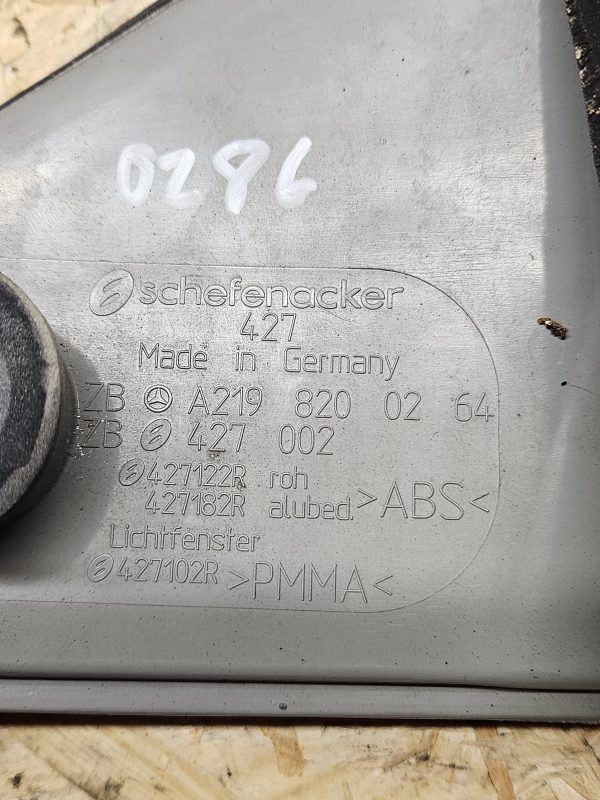 0286
schefenacker
427
Made in Germany
ZB A219 820 02 64
ZB 427 002
427122R roh
427182R alubed. >ABS<
Lichtfenster
427102R >PMMA<